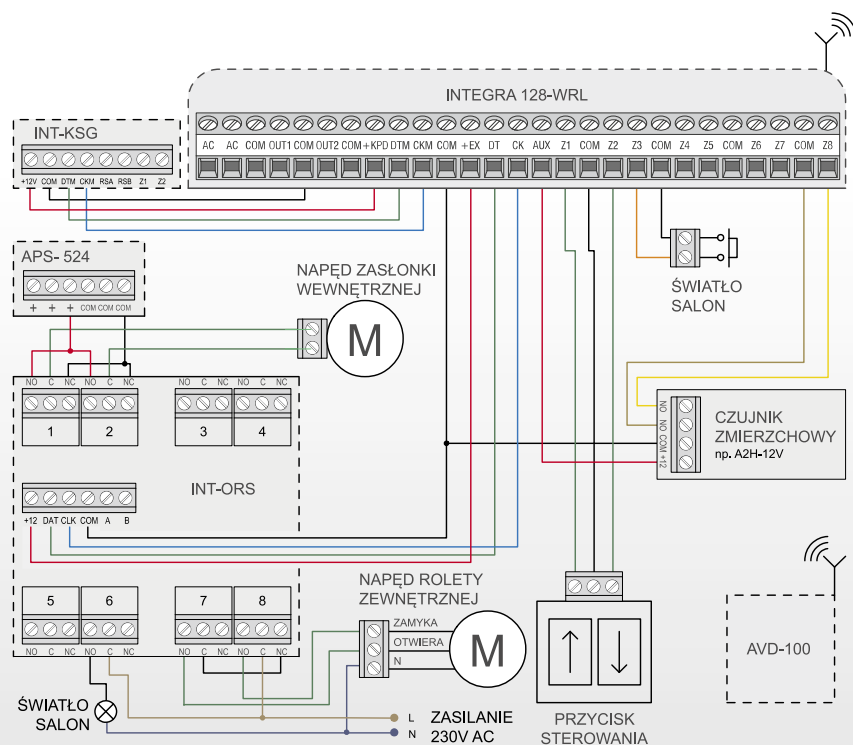 INTEGRA 128-WRL
AC AC COM OUT1 COM OUT2 COM +KPD DTM CKM COM +EX DT CK AUX Z1 COM Z2 Z3 COM Z4 Z5 COM Z6 Z7 COM Z8
INT-KSG
+12V COM DTM CKM RSA RSB Z1 Z2
APS- 524
+ + + COM COM COM
NAPĘD ZASŁONKI
WEWNĘTRZNEJ
M
ŚWIATŁO
SALON
NO C NC NO C NC NO C NC NO C NC
1 2 3 4
INT-ORS
+12 DAT CLK COM A B
5 6 7 8
NO C NC NO C NC NO C NC NO C NC
NO
NO
COM
+12
CZUJNIK
ZMIERZCHOWY
np. A2H-12V
NAPĘD ROLETY
ZEWNĘTRZNEJ
ZAMYKA
OTWIERA
N
M
AVD-100
ŚWIATŁO
SALON
L
N
ZASILANIE
230V AC
PRZYCISK
STEROWANIA